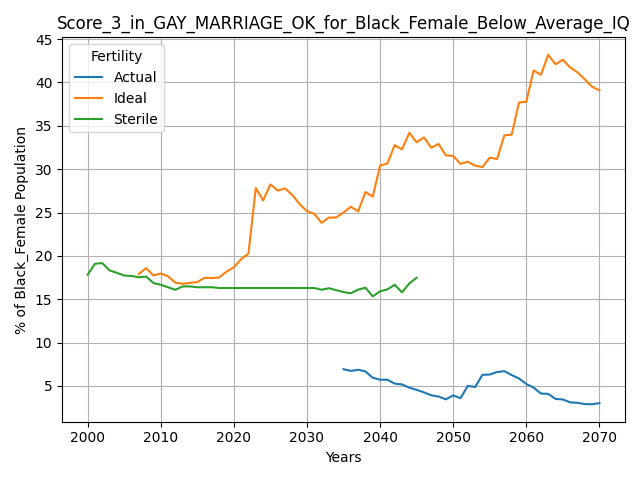 Score_3_in_GAY_MARRIAGE_OK_for_Black_Female_Below_Average_IQ
Fertility
Actual
Ideal
Sterile
% of Black_Female Population
45
40
35
30
25
20
15
10
5
2000 2010 2020 2030 2040 2050 2060 2070
Years